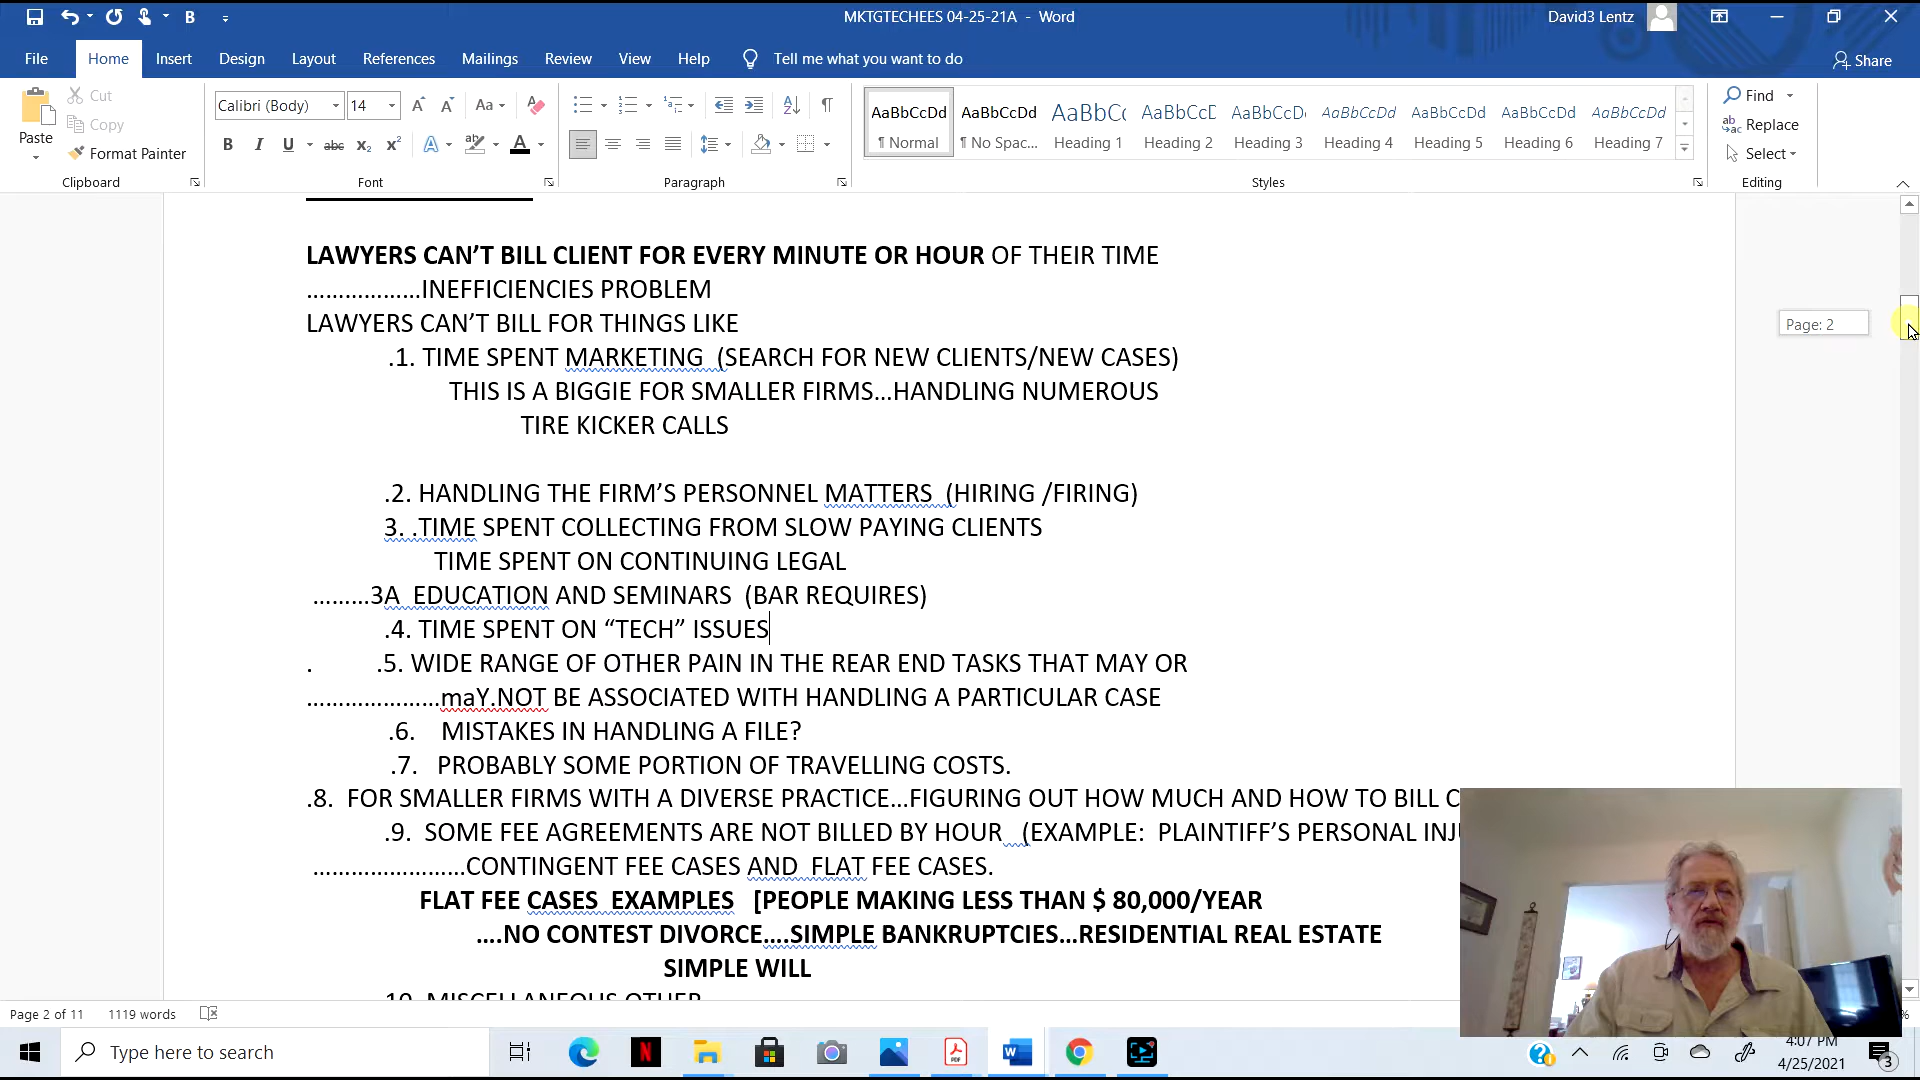 MKTGTECHEES 04-25-21A - Word
David3 Lentz
B
File Home Insert Design Layout References Mailings Review View Help Tell me what you want to do Share
Paste
Cut
Copy
Format Painter
Clipboard
Calibri (Body) 14
Font
Paragraph
AaBbCcDd ¶ Normal
AaBbCcDd ¶ No Spac...
AaBbC( Heading 1
AaBbCcD Heading 2
AaBbCcDd Heading 3
AaBbCcDd Heading 4
AaBbCcDd Heading 5
AaBbCcDd Heading 6
AaBbCcDd Heading 7
Styles
Find
Replace
Select
Editing
LAWYERS CAN’T BILL CLIENT FOR EVERY MINUTE OR HOUR OF THEIR TIME
………………INEFFICIENCIES PROBLEM
LAWYERS CAN’T BILL FOR THINGS LIKE
.1. TIME SPENT MARKETING (SEARCH FOR NEW CLIENTS/NEW CASES)
THIS IS A BIGGIE FOR SMALLER FIRMS…HANDLING NUMEROUS
TIRE KICKER CALLS
.2. HANDLING THE FIRM’S PERSONNEL MATTERS (HIRING /FIRING)
3. .TIME SPENT COLLECTING FROM SLOW PAYING CLIENTS
TIME SPENT ON CONTINUING LEGAL
………3A EDUCATION AND SEMINARS (BAR REQUIRES)
.4. TIME SPENT ON “TECH” ISSUES
. .5. WIDE RANGE OF OTHER PAIN IN THE REAR END TASKS THAT MAY OR
…………………maY.NOT BE ASSOCIATED WITH HANDLING A PARTICULAR CASE
.6. MISTAKES IN HANDLING A FILE?
.7. PROBABLY SOME PORTION OF TRAVELLING COSTS.
.8. FOR SMALLER FIRMS WITH A DIVERSE PRACTICE…FIGURING OUT HOW MUCH AND HOW TO BILL
.9. SOME FEE AGREEMENTS ARE NOT BILLED BY HOUR (EXAMPLE: PLAINTIFF’S PERSONAL
……………………CONTINGENT FEE CASES AND FLAT FEE CASES.
FLAT FEE CASES EXAMPLES [PEOPLE MAKING LESS THAN $ 80,000/YEAR
….NO CONTEST DIVORCE….SIMPLE BANKRUPTCIES…RESIDENTIAL REAL ESTATE
SIMPLE WILL
10. MISCELLANEOUS OTHER
Page: 2
Page 2 of 11 1119 words
Type here to search
4:07 PM
4/25/2021
3